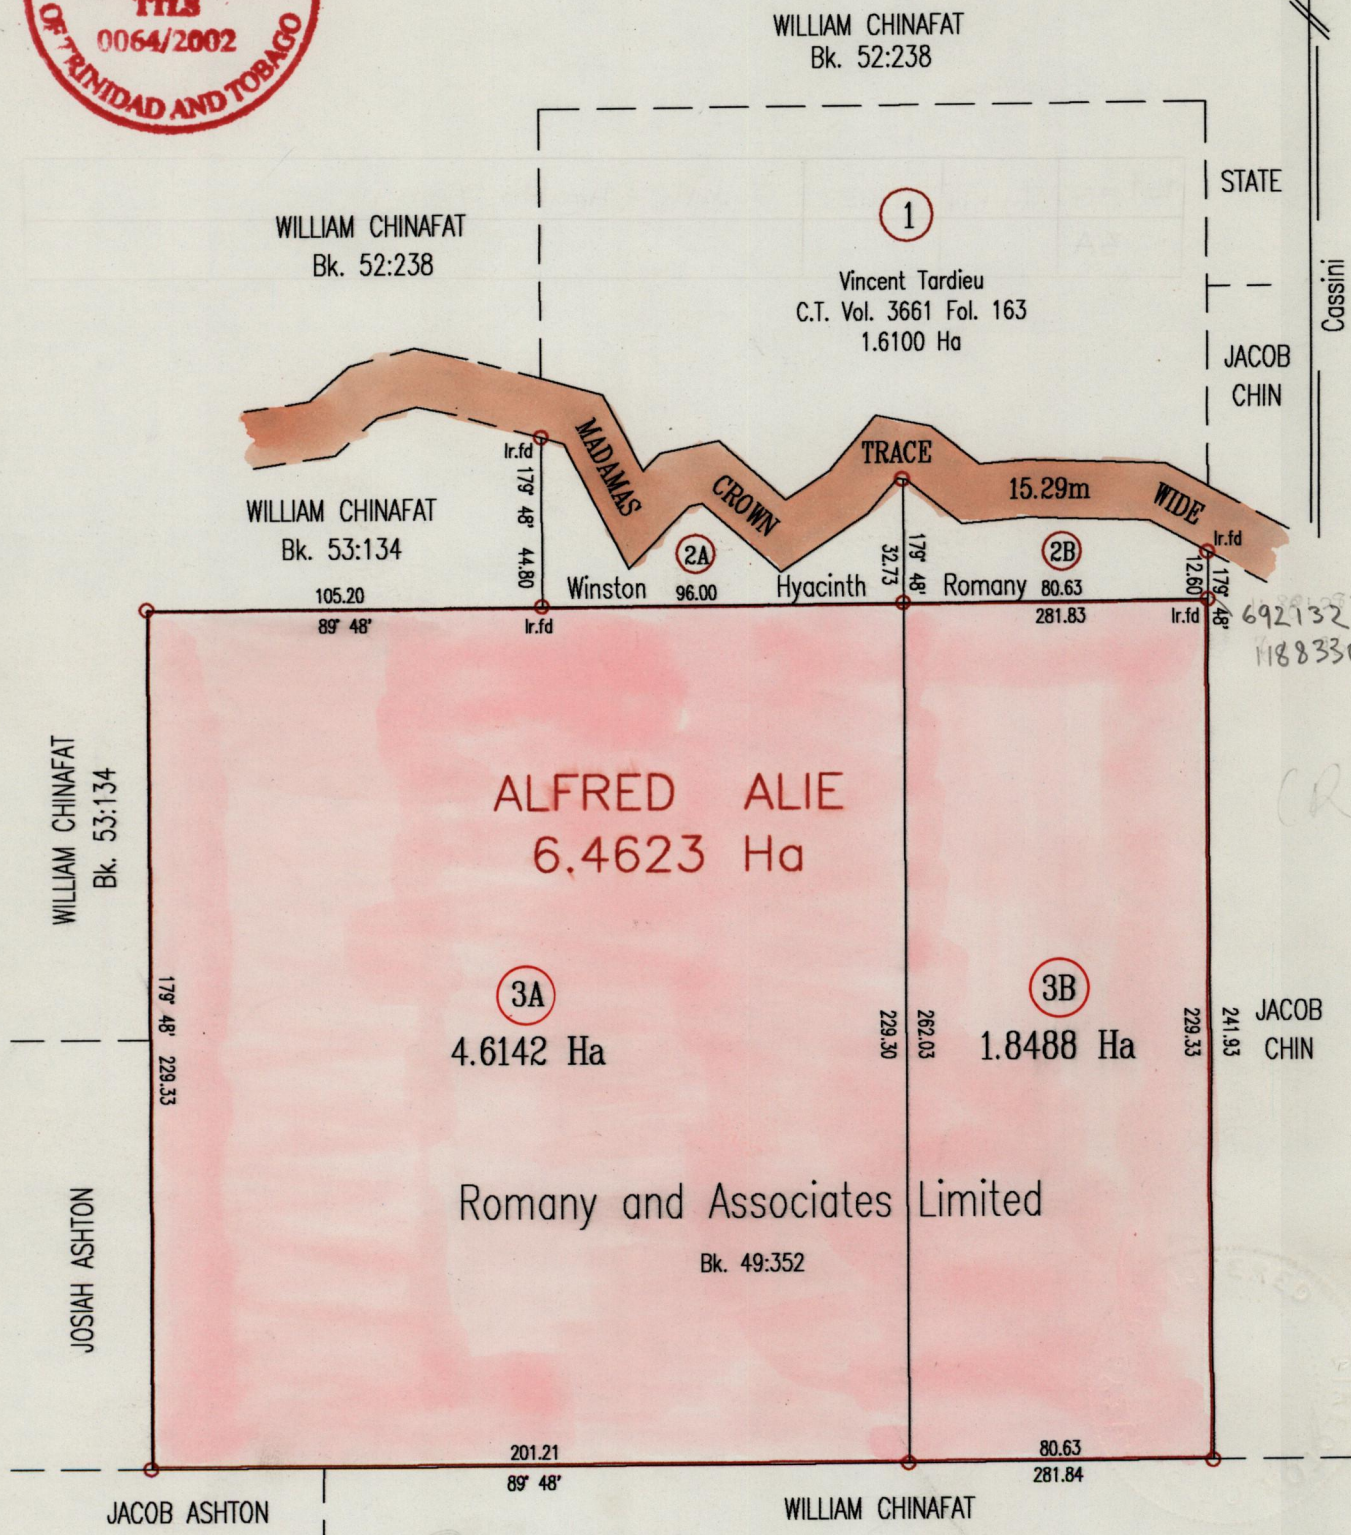 TTLS
0064/2002
OF TRINIDAD AND TOBAGO
WILLIAM CHINAFAT
Bk. 52:238
STATE
1
WILLIAM CHINAFAT
Bk. 52:238
Vincent Tardieu
C.T. Vol. 3661 Fol. 163
1.6100 Ha
Cassini
JACOB
CHIN
MADAMAS
CROWN
TRACE
15.29m
WIDE
Ir.fd
179° 48' 44.80
WILLIAM CHINAFAT
Bk. 53:134
2A
2B
Ir.fd
179° 48'
32.73
179° 48'
12.60
Winston
96.00
Hyacinth
Romany
80.63
105.20
89° 48'
Ir.fd
281.83
Ir.fd
692132
WILLIAM CHINAFAT
Bk. 53:134
ALFRED ALIE
6.4623 Ha
3A
4.6142 Ha
3B
1.8488 Ha
179° 48' 229.33
229.30
262.03
229.33
241.93
JACOB
CHIN
JOSIAH ASHTON
Romany and Associates Limited
Bk. 49:352
201.21
89° 48'
80.63
281.84
JACOB ASHTON
WILLIAM CHINAFAT